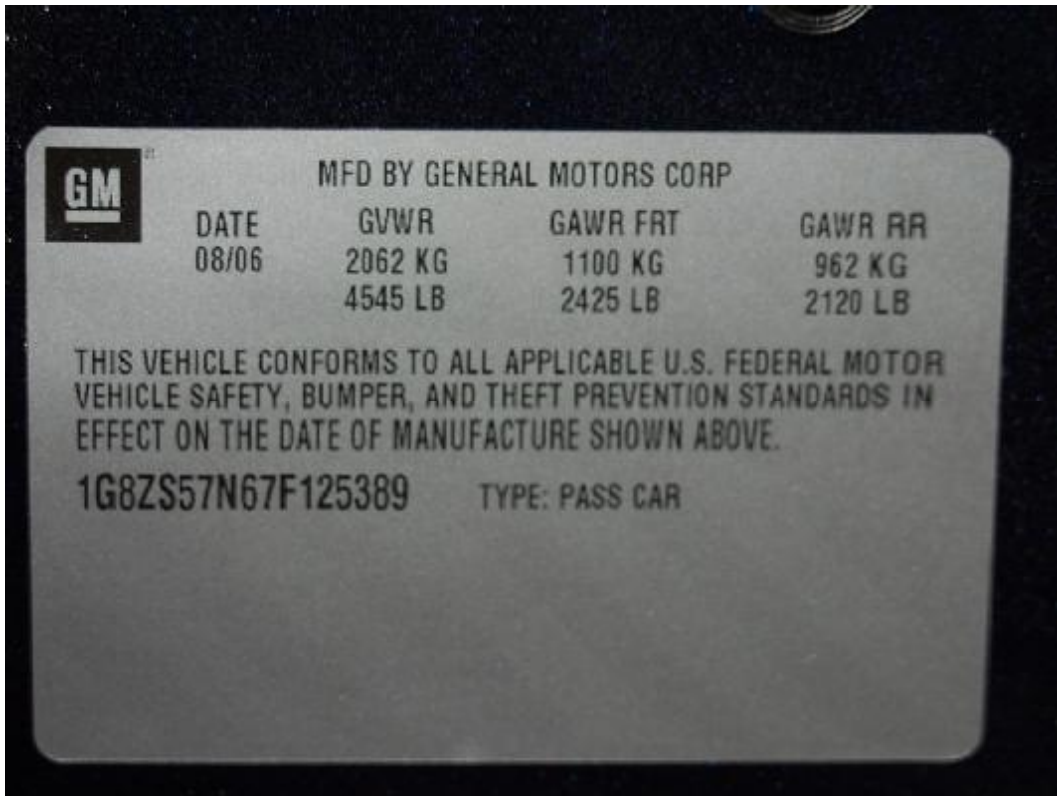 GM
MFD BY GENERAL MOTORS CORP
DATE GVWR GAWR FRT GAWR RR
08/06 2062 KG 1100 KG 962 KG
4545 LB 2425 LB 2120 LB
THIS VEHICLE CONFORMS TO ALL APPLICABLE U.S. FEDERAL MOTOR
VEHICLE SAFETY, BUMPER, AND THEFT PREVENTION STANDARDS IN
EFFECT ON THE DATE OF MANUFACTURE SHOWN ABOVE.
1G8ZS57N67F125389 TYPE: PASS CAR